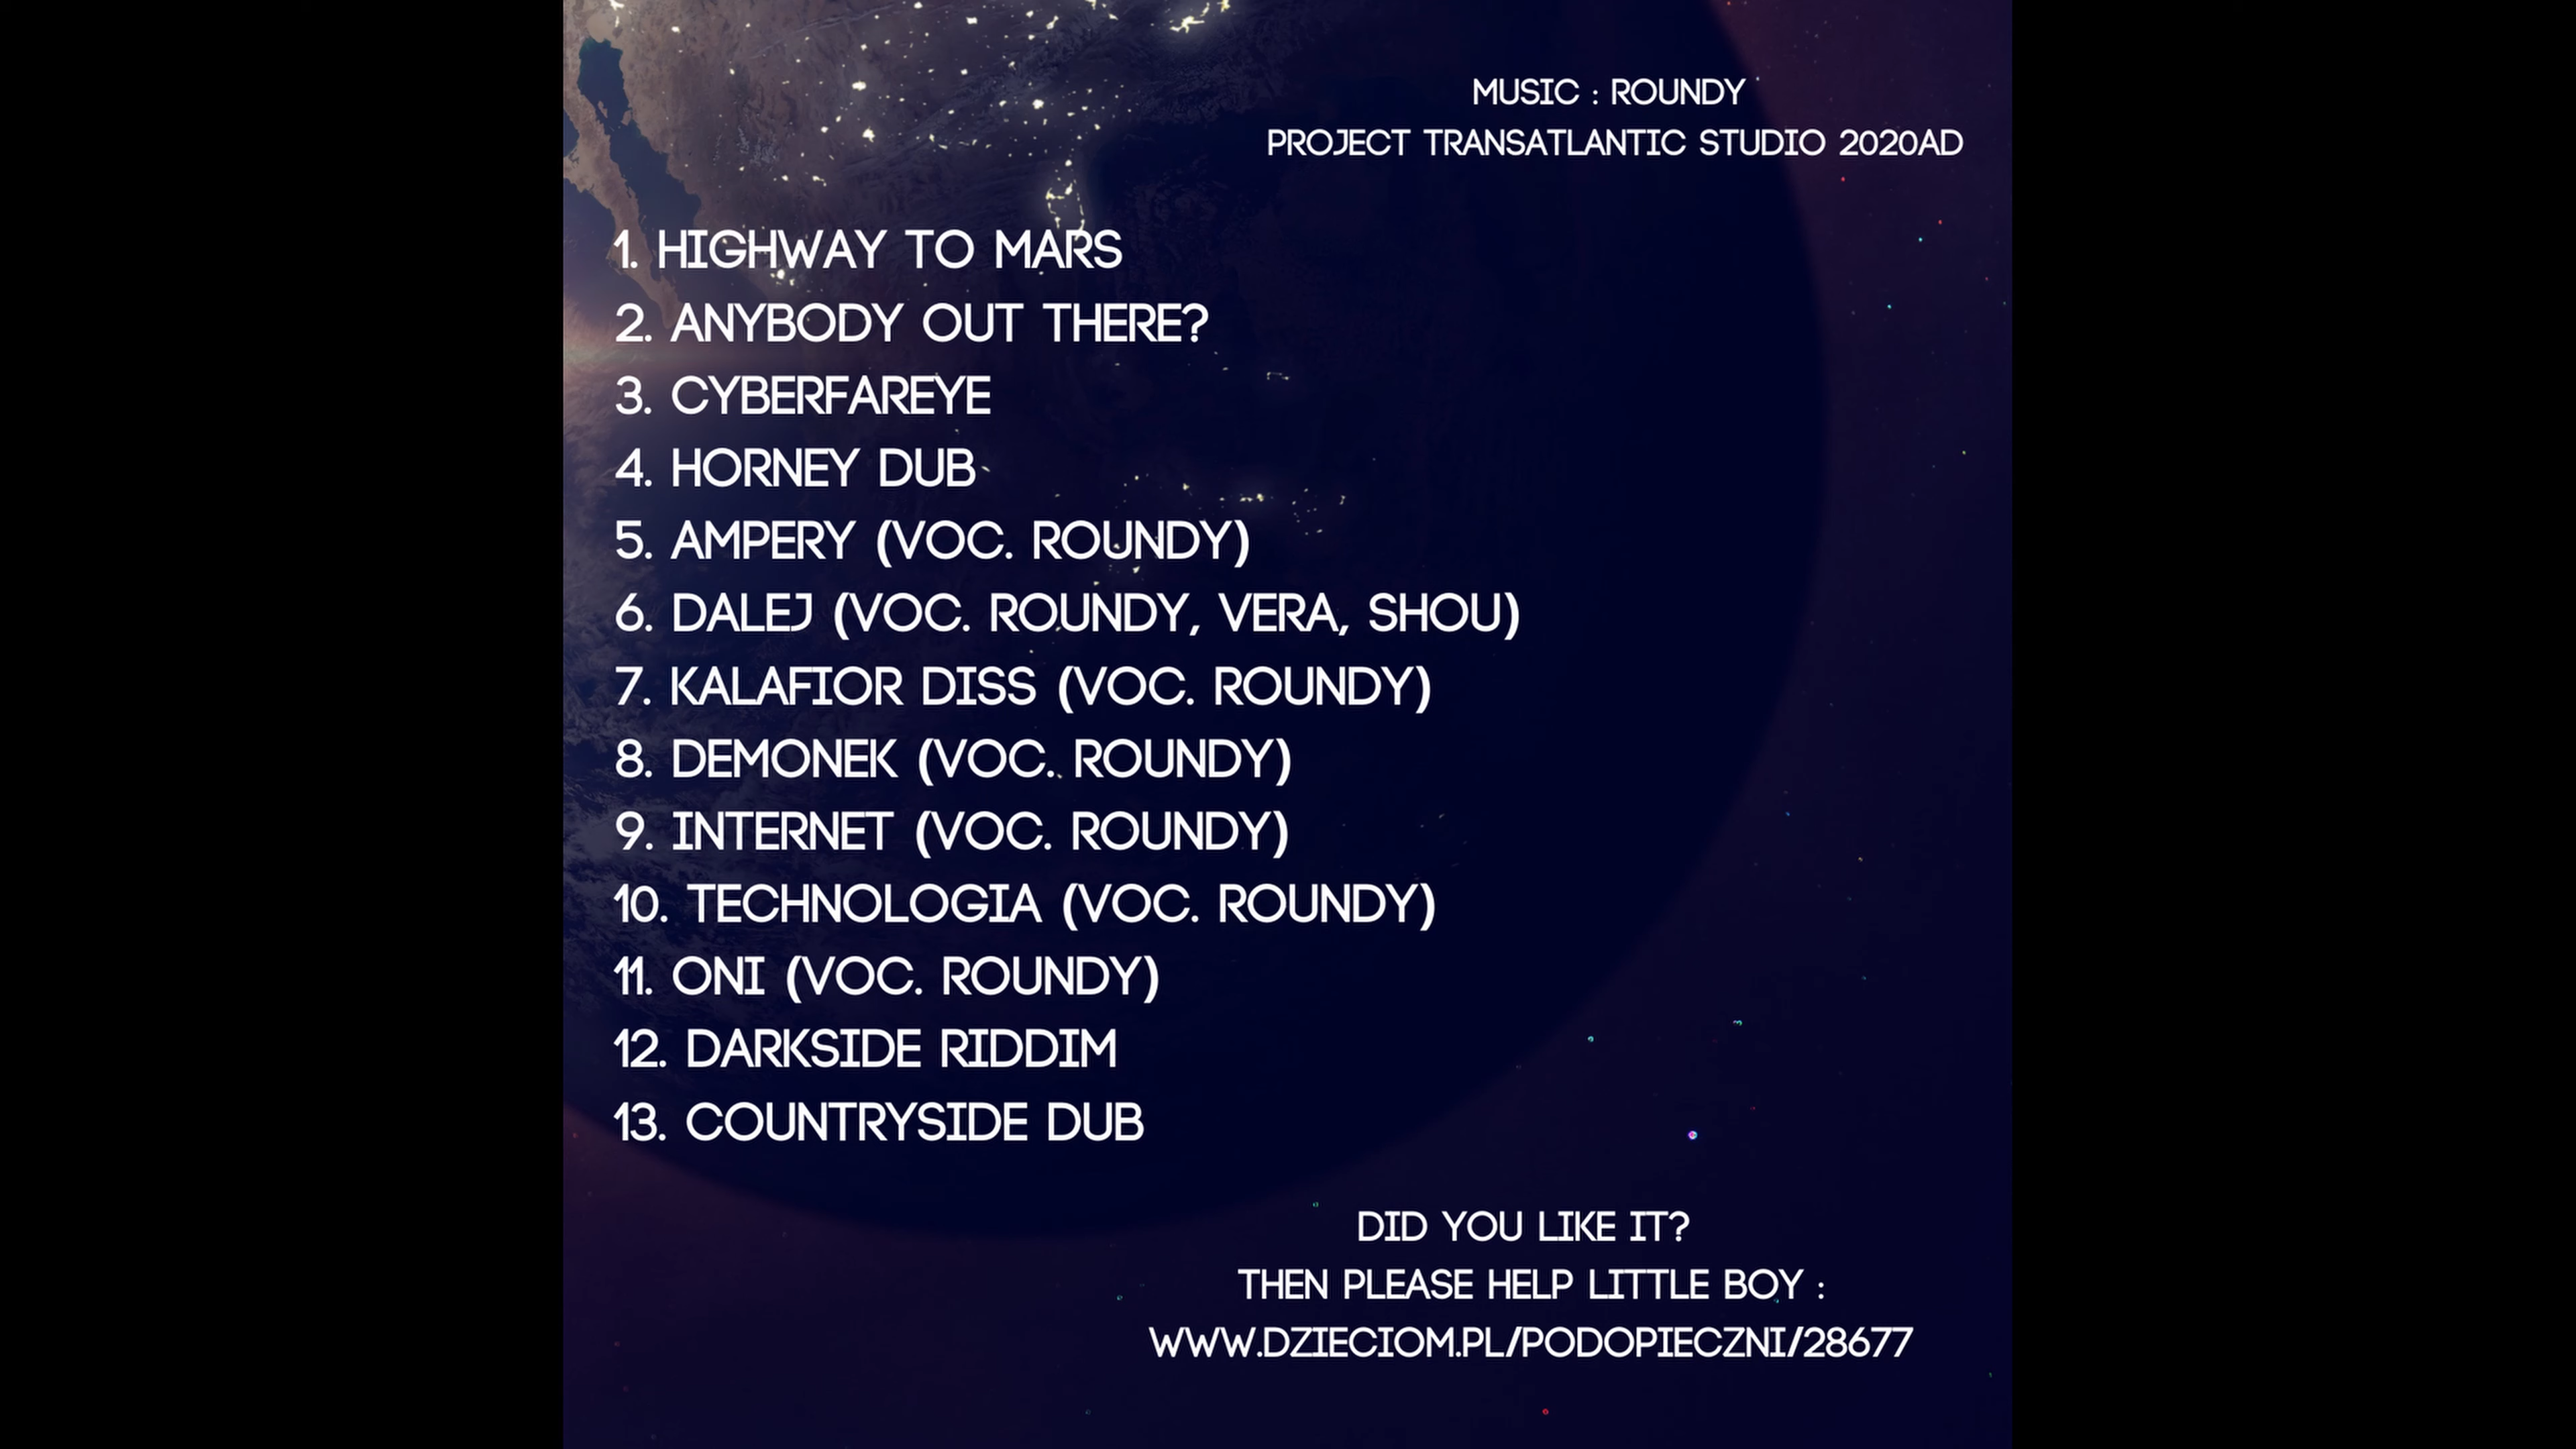 MUSIC : ROUNDY
PROJECT TRANSATLANTIC STUDIO 2020AD
1. HIGHWAY TO MARS
2. ANYBODY OUT THERE?
3. CYBERFAREYE
4. HORNEY DUB
5. AMPERY (VOC. ROUNDY)
6. DALEJ (VOC. ROUNDY, VERA, SHOU)
7. KALAFIOR DISS (VOC. ROUNDY)
8. DEMONEK (VOC. ROUNDY)
9. INTERNET (VOC. ROUNDY)
10. TECHNOLOGIA (VOC. ROUNDY)
11. ONI (VOC. ROUNDY)
12. DARKSIDE RIDDIM
13. COUNTRYSIDE DUB
DID YOU LIKE IT?
THEN PLEASE HELP LITTLE BOY :
WWW.DZIECIOM.PL/PODOPIECZNI/28677